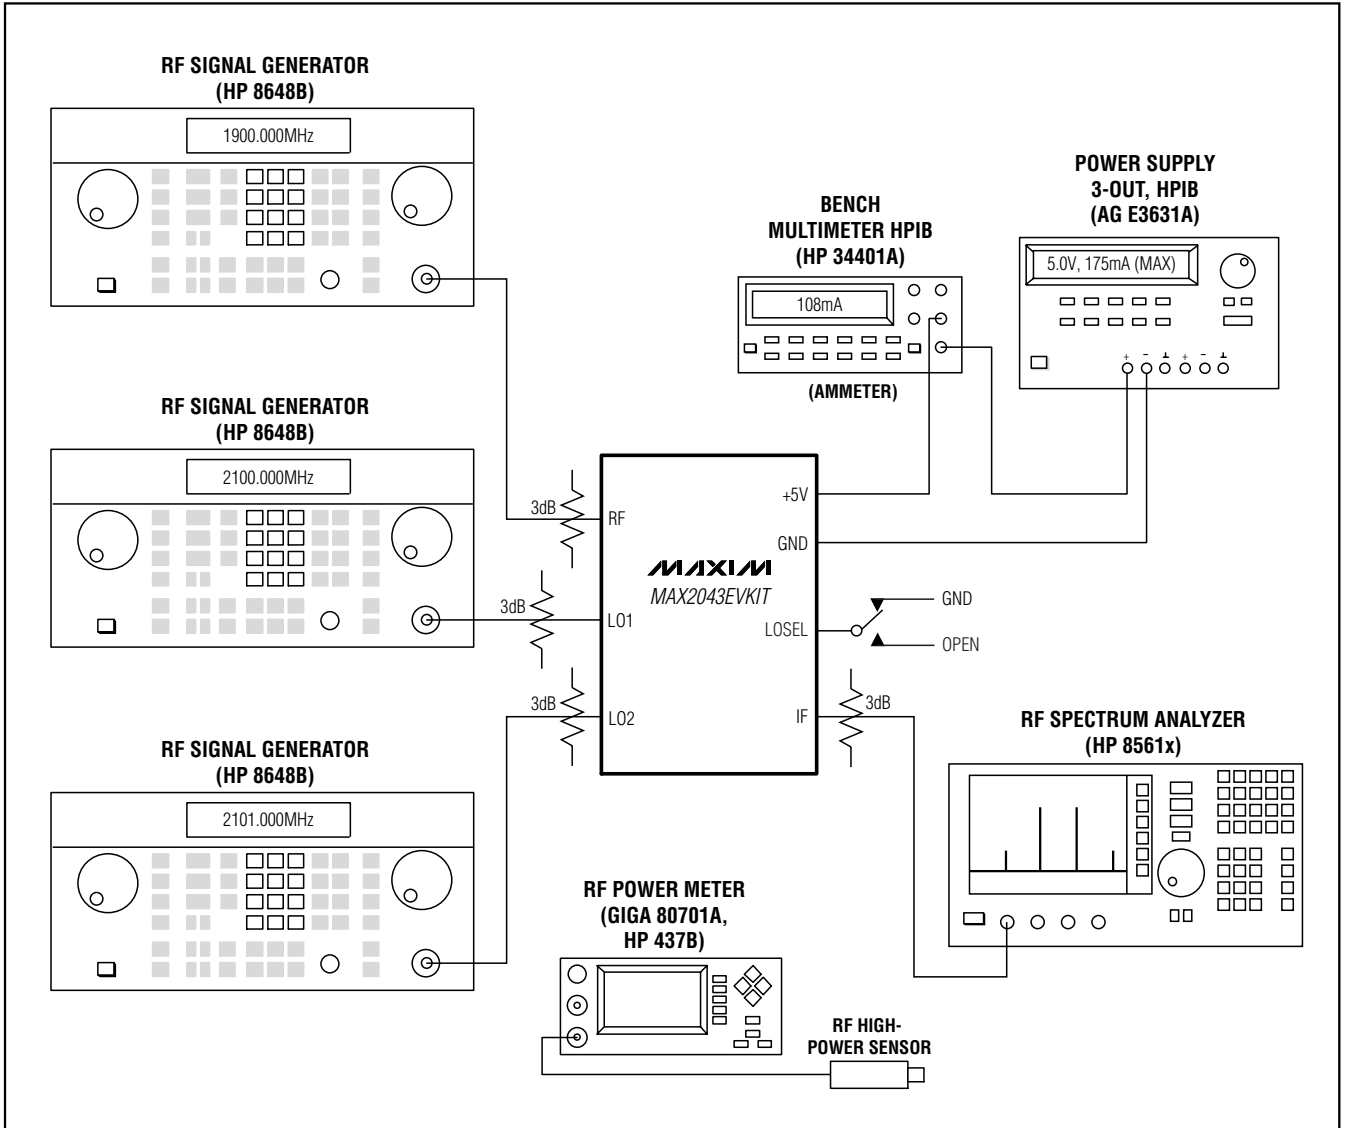 RF SIGNAL GENERATOR
(HP 8648B)
1900.000MHz
POWER SUPPLY
3-OUT, HPIB
(AG E3631A)
5.0V, 175mA (MAX)
+ - ⊥ + - ⊥
BENCH
MULTIMETER HPIB
(HP 34401A)
108mA
(AMMETER)
RF SIGNAL GENERATOR
(HP 8648B)
2100.000MHz
3dB
RF
3dB
LO1
3dB
LO2
MAXIM
MAX2043EVKIT
+5V
GND
LOSEL
IF
GND
OPEN
3dB
RF SIGNAL GENERATOR
(HP 8648B)
2101.000MHz
RF SPECTRUM ANALYZER
(HP 8561x)
RF POWER METER
(GIGA 80701A,
HP 437B)
RF HIGH-
POWER SENSOR